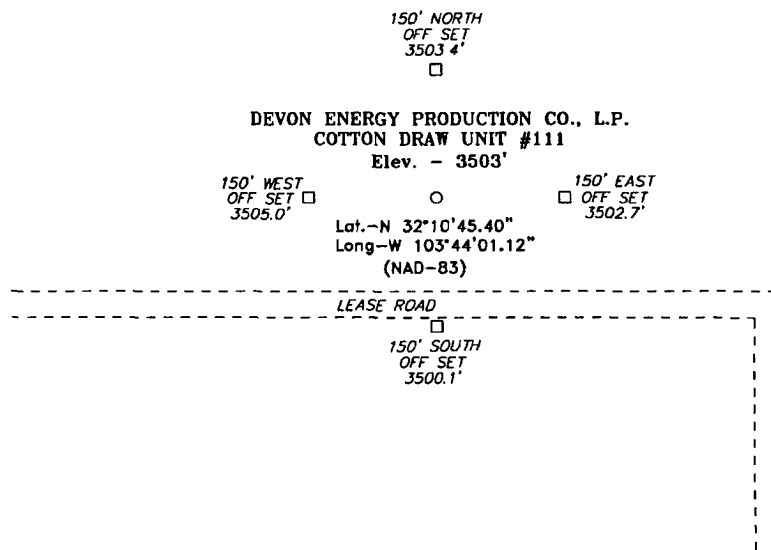 150' NORTH
OFF SET
3503 4'
DEVON ENERGY PRODUCTION CO., L.P.
COTTON DRAW UNIT #111
Elev. - 3503'
150' WEST
OFF SET
3505.0'
150' EAST
OFF SET
3502.7'
Lat.-N 32°10'45.40"
Long-W 103°44'01.12"
(NAD-83)
LEASE ROAD
150' SOUTH
OFF SET
3500.1'